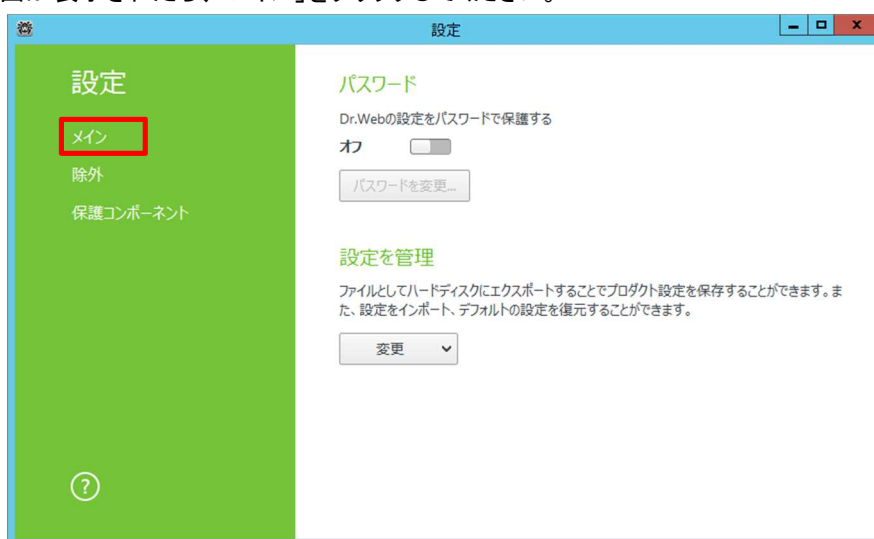 設定
設定
メイン
除外
保護コンポーネント
パスワード
Dr.Webの設定をパスワードで保護する
オフ
パスワードを変更...
設定を管理
ファイルとしてハードディスクにエクスポートすることでプロダクト設定を保存することができます。ま
た、設定をインポート、デフォルトの設定を復元することができます。
変更
?